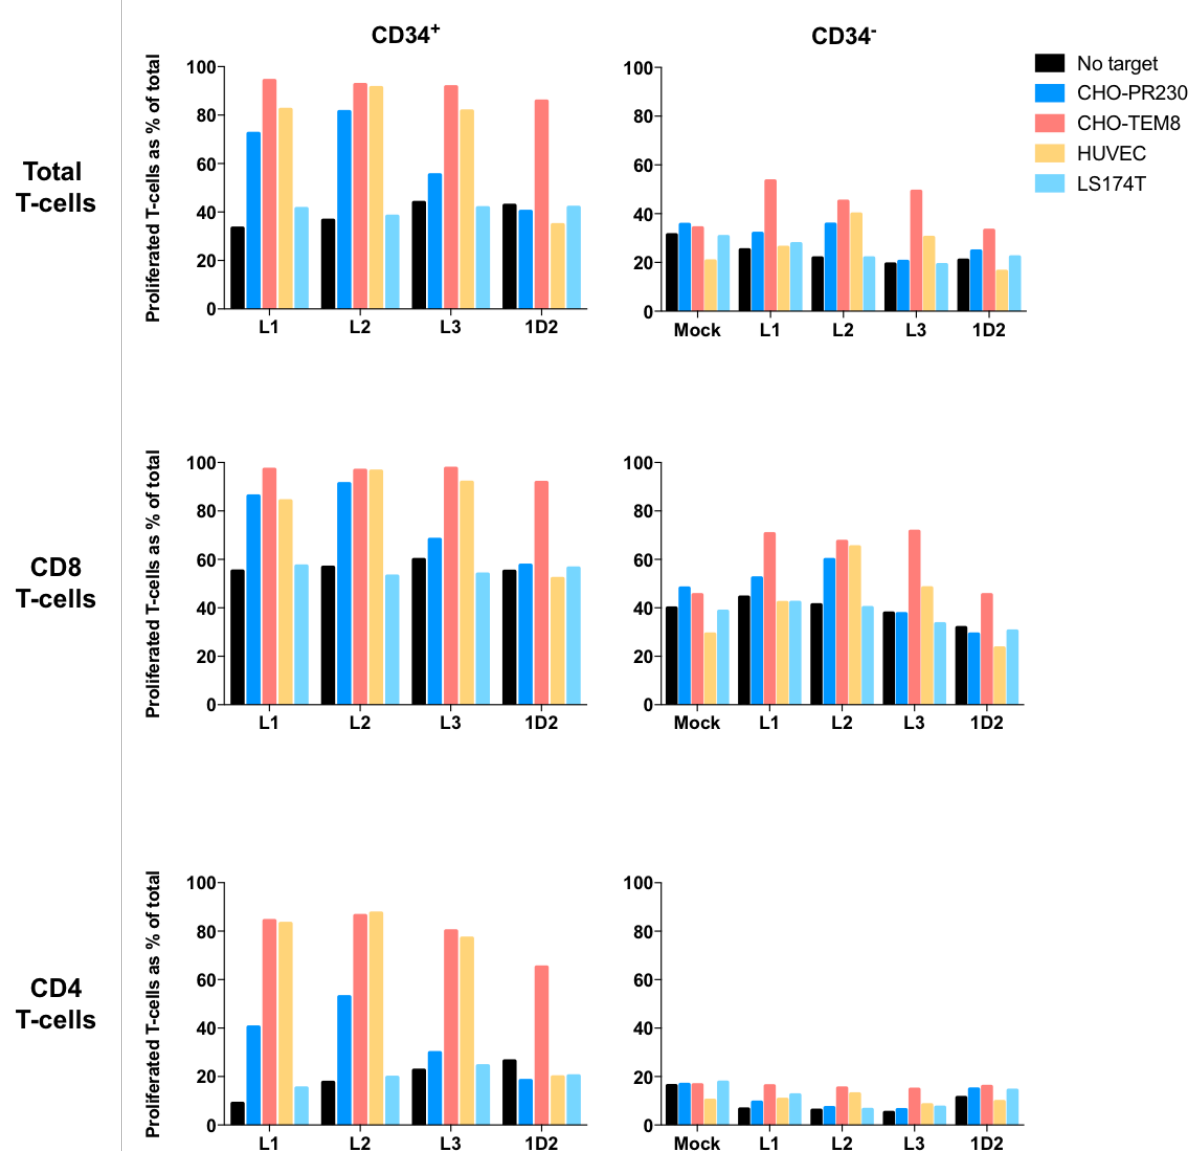 CD34+
CD34-
No target
CHO-PR230
CHO-TEM8
HUVEC
LS174T
Total
T-cells
Proliferated T-cells as % of total
100
80
60
40
20
0
L1 L2 L3 1D2
100
80
60
40
20
0
Mock L1 L2 L3 1D2
CD8
T-cells
Proliferated T-cells as % of total
100
80
60
40
20
0
L1 L2 L3 1D2
100
80
60
40
20
0
Mock L1 L2 L3 1D2
CD4
T-cells
Proliferated T-cells as % of total
100
80
60
40
20
0
L1 L2 L3 1D2
100
80
60
40
20
0
Mock L1 L2 L3 1D2